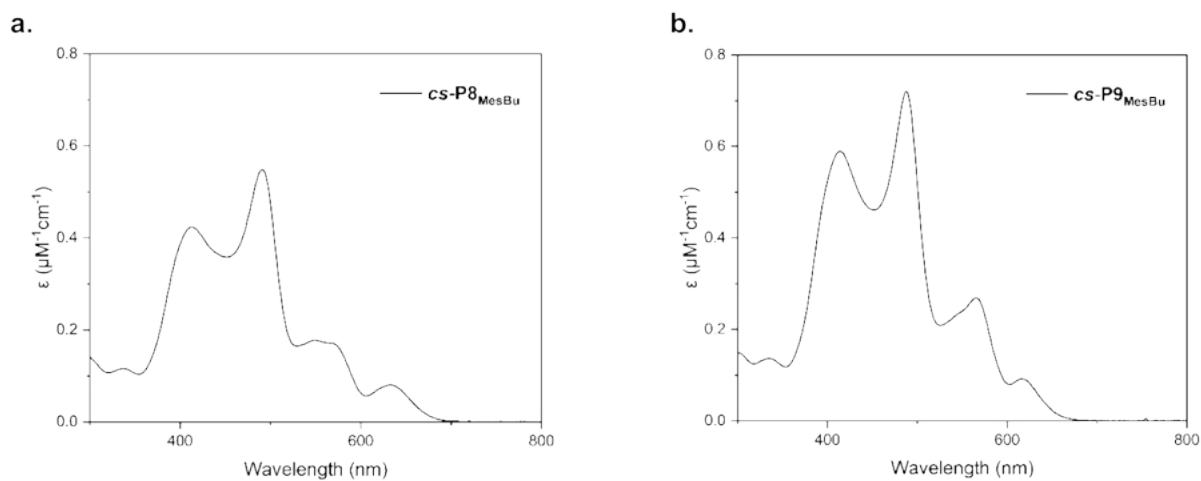 a.
0.8
0.6
0.4
0.2
0.0
ε (µM⁻¹cm⁻¹)
cs-P8MesBu
400
600
800
Wavelength (nm)
b.
0.8
0.6
0.4
0.2
0.0
ε (µM⁻¹cm⁻¹)
cs-P9MesBu
400
600
800
Wavelength (nm)